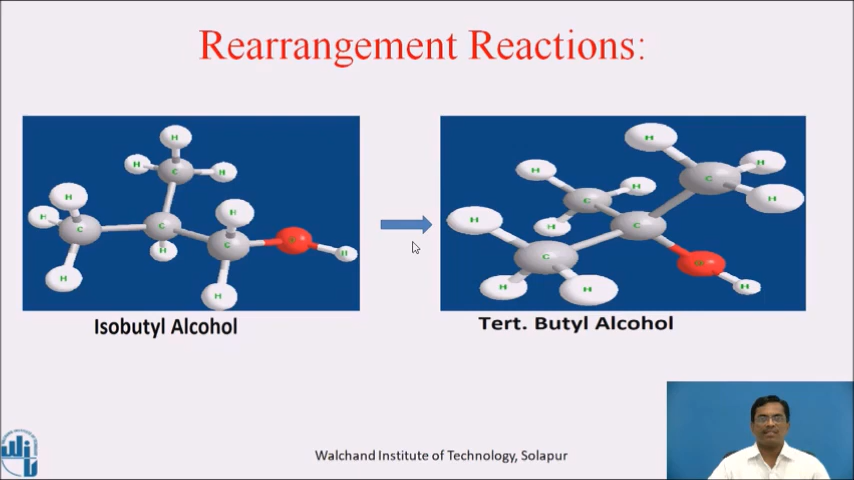 Rearrangement Reactions:
H
H
C
H
H
H
H
C
C
H
C
H
H
H
H
H
H
H
C
H
H
H
C
C
H
H
C
H
H
H
Isobutyl Alcohol
Tert. Butyl Alcohol
Walchand Institute of Technology, Solapur